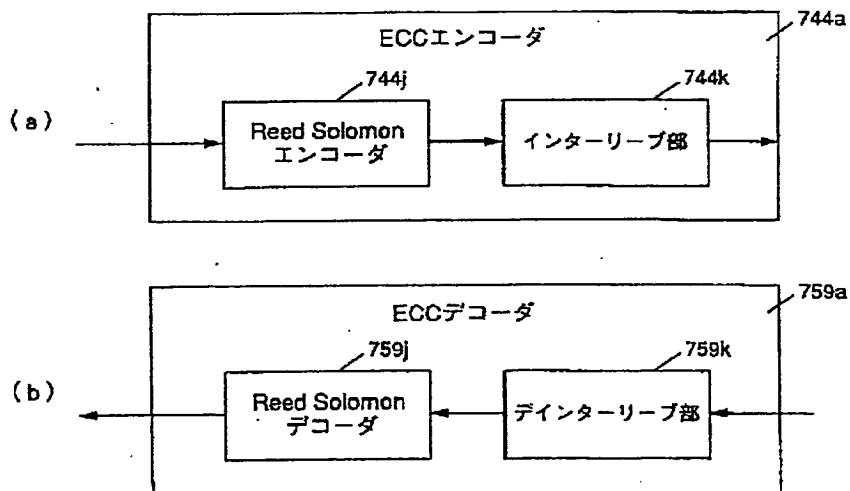 ECCエンコーダ
744a
744j
744k
(a)
Reed Solomon
エンコーダ
インターリーブ部
ECCデコーダ
759a
759j
759k
(b)
Reed Solomon
デコーダ
デインターリーブ部